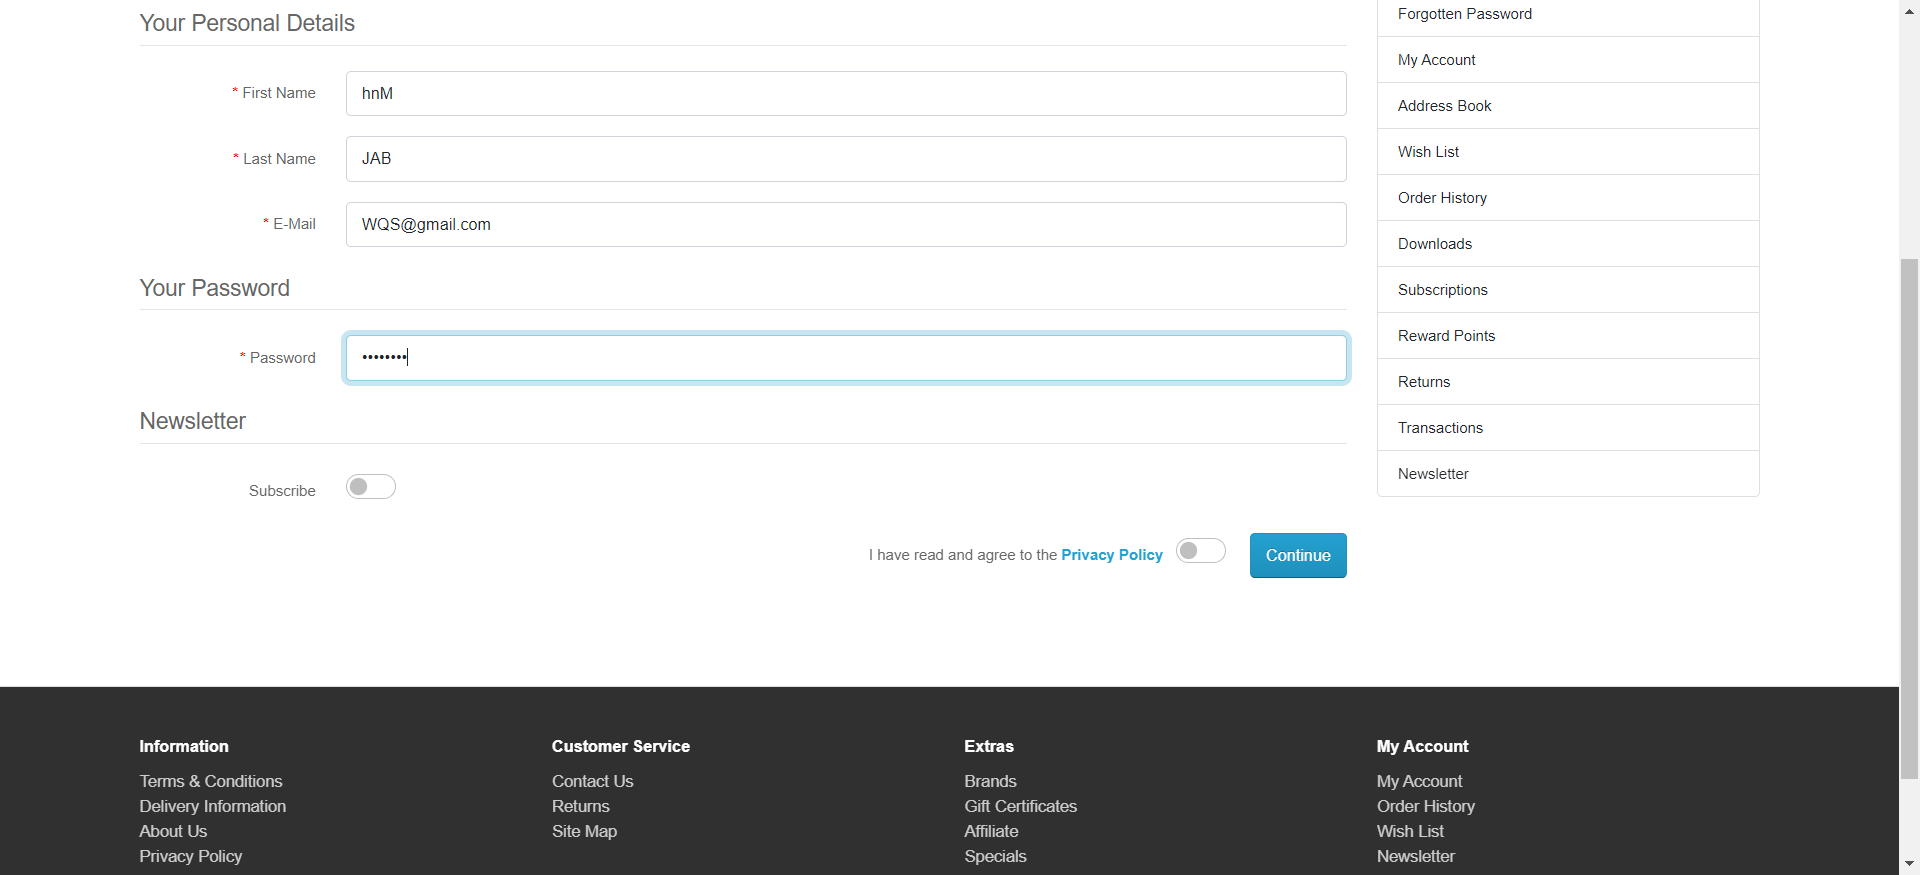 Your Personal Details
* First Name
hnM
* Last Name
JAB
* E-Mail
WQS@gmail.com
Your Password
* Password
••••••••
Newsletter
Subscribe
I have read and agree to the Privacy Policy
Continue
Forgotten Password
My Account
Address Book
Wish List
Order History
Downloads
Subscriptions
Reward Points
Returns
Transactions
Newsletter
Information
Terms & Conditions
Delivery Information
About Us
Privacy Policy
Customer Service
Contact Us
Returns
Site Map
Extras
Brands
Gift Certificates
Affiliate
Specials
My Account
My Account
Order History
Wish List
Newsletter